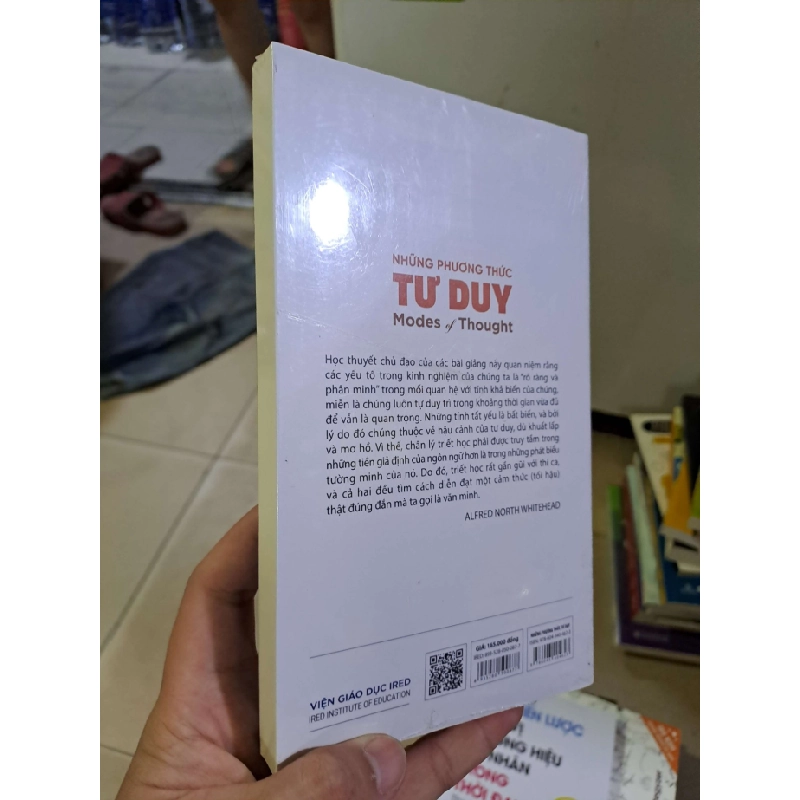 NHỮNG PHƯƠNG THỨC
TƯ DUY
Modes of Thought
Học thuyết chủ đạo của các bài giảng này quan niệm rằng
các yếu tố trong kinh nghiệm của chúng ta là "rõ ràng và
phân minh" trong mối quan hệ với tính khả biến của chúng,
miễn là chúng luôn tự duy trì trong khoảng thời gian vừa đủ
để vẫn là quan trọng. Những tính tất yếu là bất biến, và bởi
lý do đó chúng thuộc về hậu cảnh của tư duy, dù khuất lấp
và mơ hồ. Vì thế, chân lý triết học phải được truy tầm trong
những tiền giả định của ngôn ngữ hơn là trong những phát biểu
tường minh của nó. Do đó, triết học rất gần gũi với thi ca,
và cả hai đều tìm cách diễn đạt một cảm thức (tối hậu)
thật đúng đắn mà ta gọi là văn minh.
ALFRED NORTH WHITEHEAD
VIỆN GIÁO DỤC IRED
IRED INSTITUTE OF EDUCATION
GIÁ: 165.000 đồng
LƯỢC
HIỆU
NHÂN